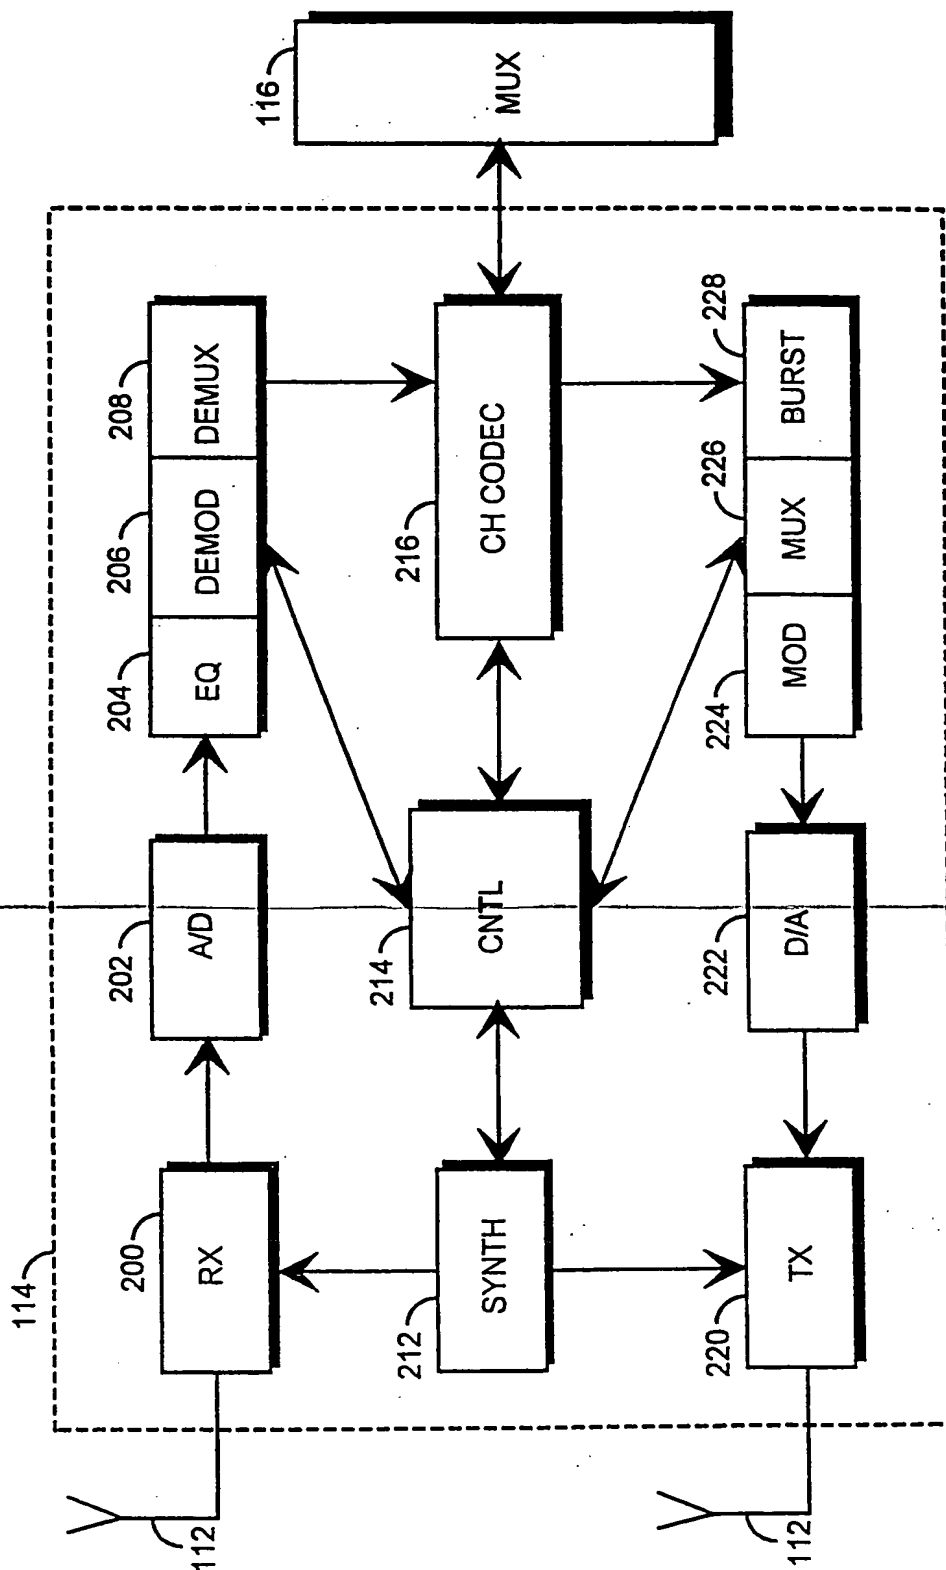 114
112
200
RX
202
A/D
204
EQ
206
DEMOD
208
DEMUX
212
SYNTH
214
CNTL
216
CH CODEC
116
MUX
112
220
TX
222
D/A
224
MOD
226
MUX
228
BURST